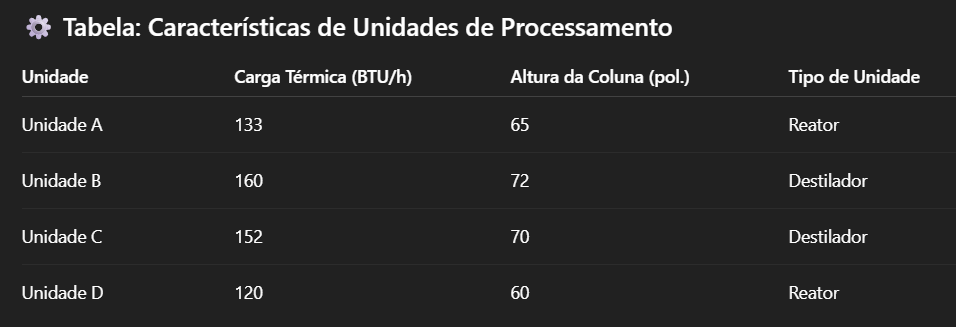 Tabela: Características de Unidades de Processamento
Unidade Carga Térmica (BTU/h) Altura da Coluna (pol.) Tipo de Unidade
Unidade A 133 65 Reator
Unidade B 160 72 Destilador
Unidade C 152 70 Destilador
Unidade D 120 60 Reator